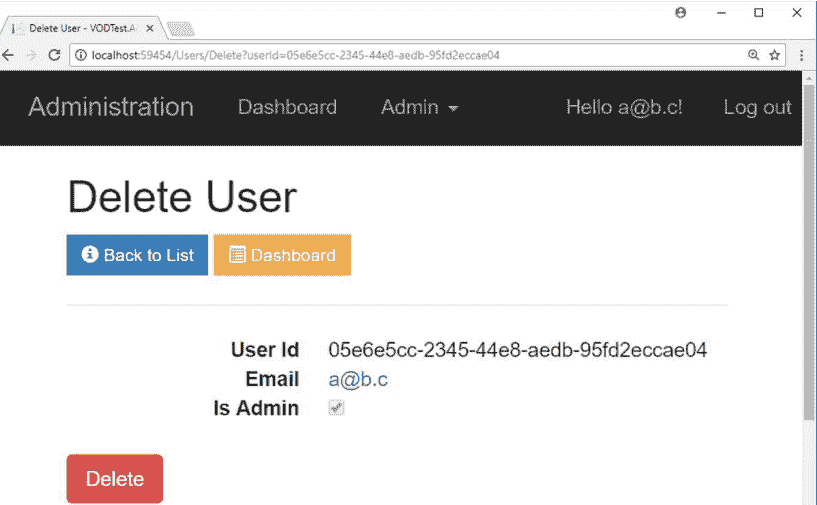 Delete User - VODTest.A
localhost:59454/Users/Delete?userId=05e6e5cc-2345-44e8-aedb-95fd2eccae04
Administration Dashboard Admin Hello a@b.c! Log out
Delete User
Back to List Dashboard
User Id 05e6e5cc-2345-44e8-aedb-95fd2eccae04
Email a@b.c
Is Admin
Delete